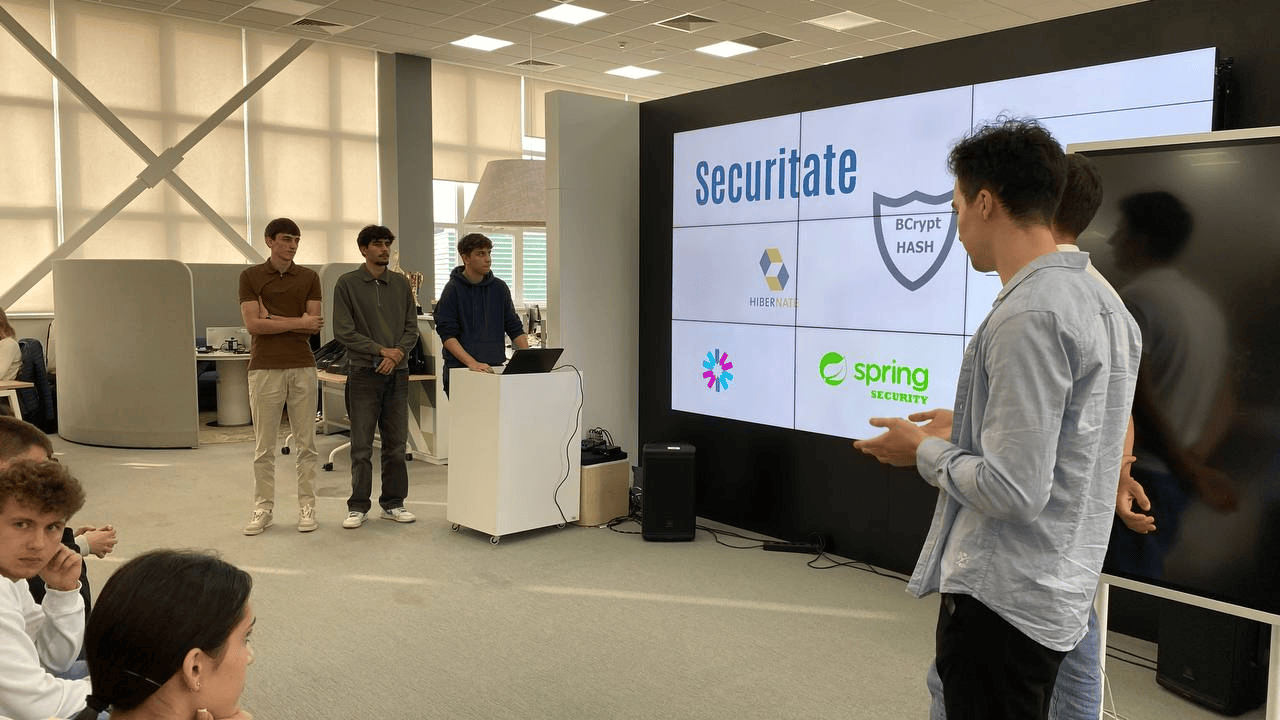 Securitate
BCrypt
HASH
HIBERNATE
spring
SECURITY